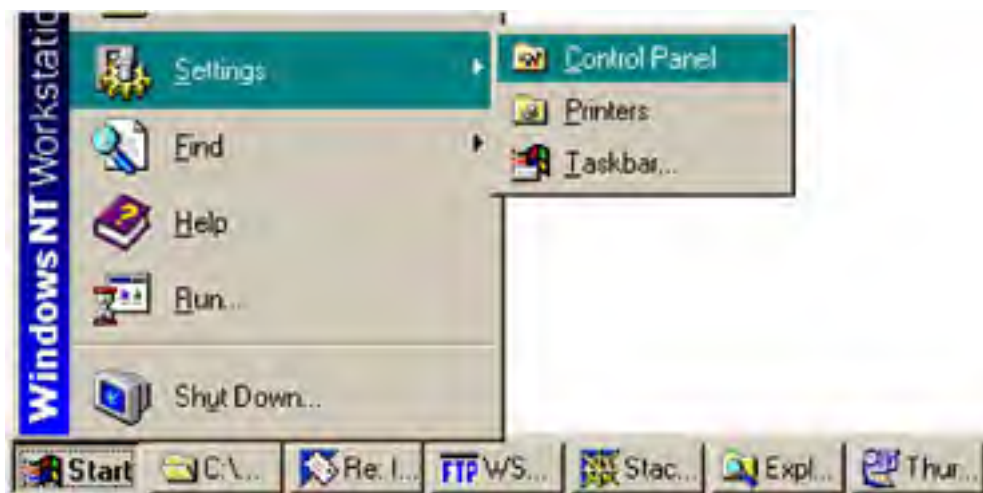 Windows NT Workstatio
Settings
Find
Help
Run...
Shut Down...
Control Panel
Printers
Taskbar...
Start
C:\...
Re: I...
FTP WS...
Stac...
Expl...
Thur...